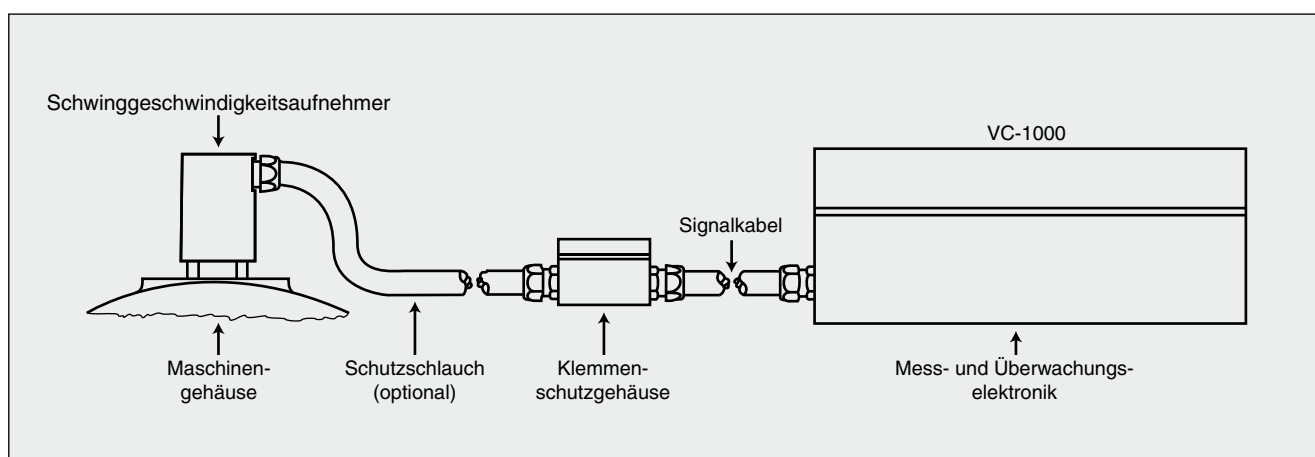 Schwinggeschwindigkeitsaufnehmer
VC-1000
Signalkabel
Maschinen-
gehäuse
Schutzschlauch
(optional)
Klemmen-
schutzgehäuse
Mess- und Überwachungs-
elektronik